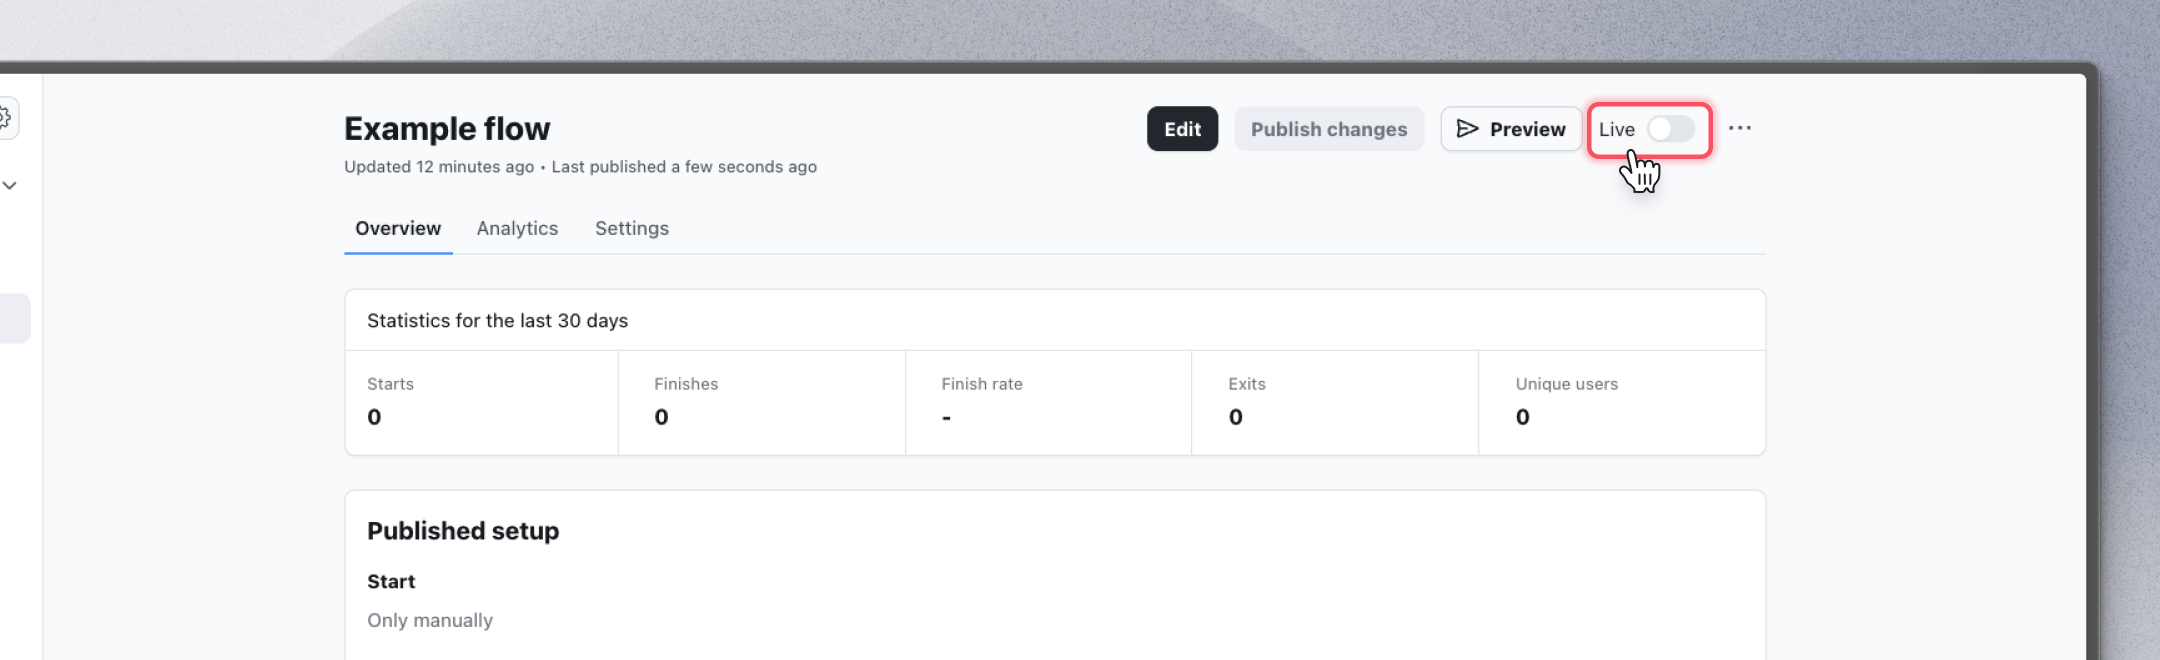 Example flow
Edit
Publish changes
Preview
Live
Updated 12 minutes ago • Last published a few seconds ago
Overview
Analytics
Settings
Statistics for the last 30 days
Starts
Finishes
Finish rate
Exits
Unique users
0
0
-
0
0
Published setup
Start
Only manually